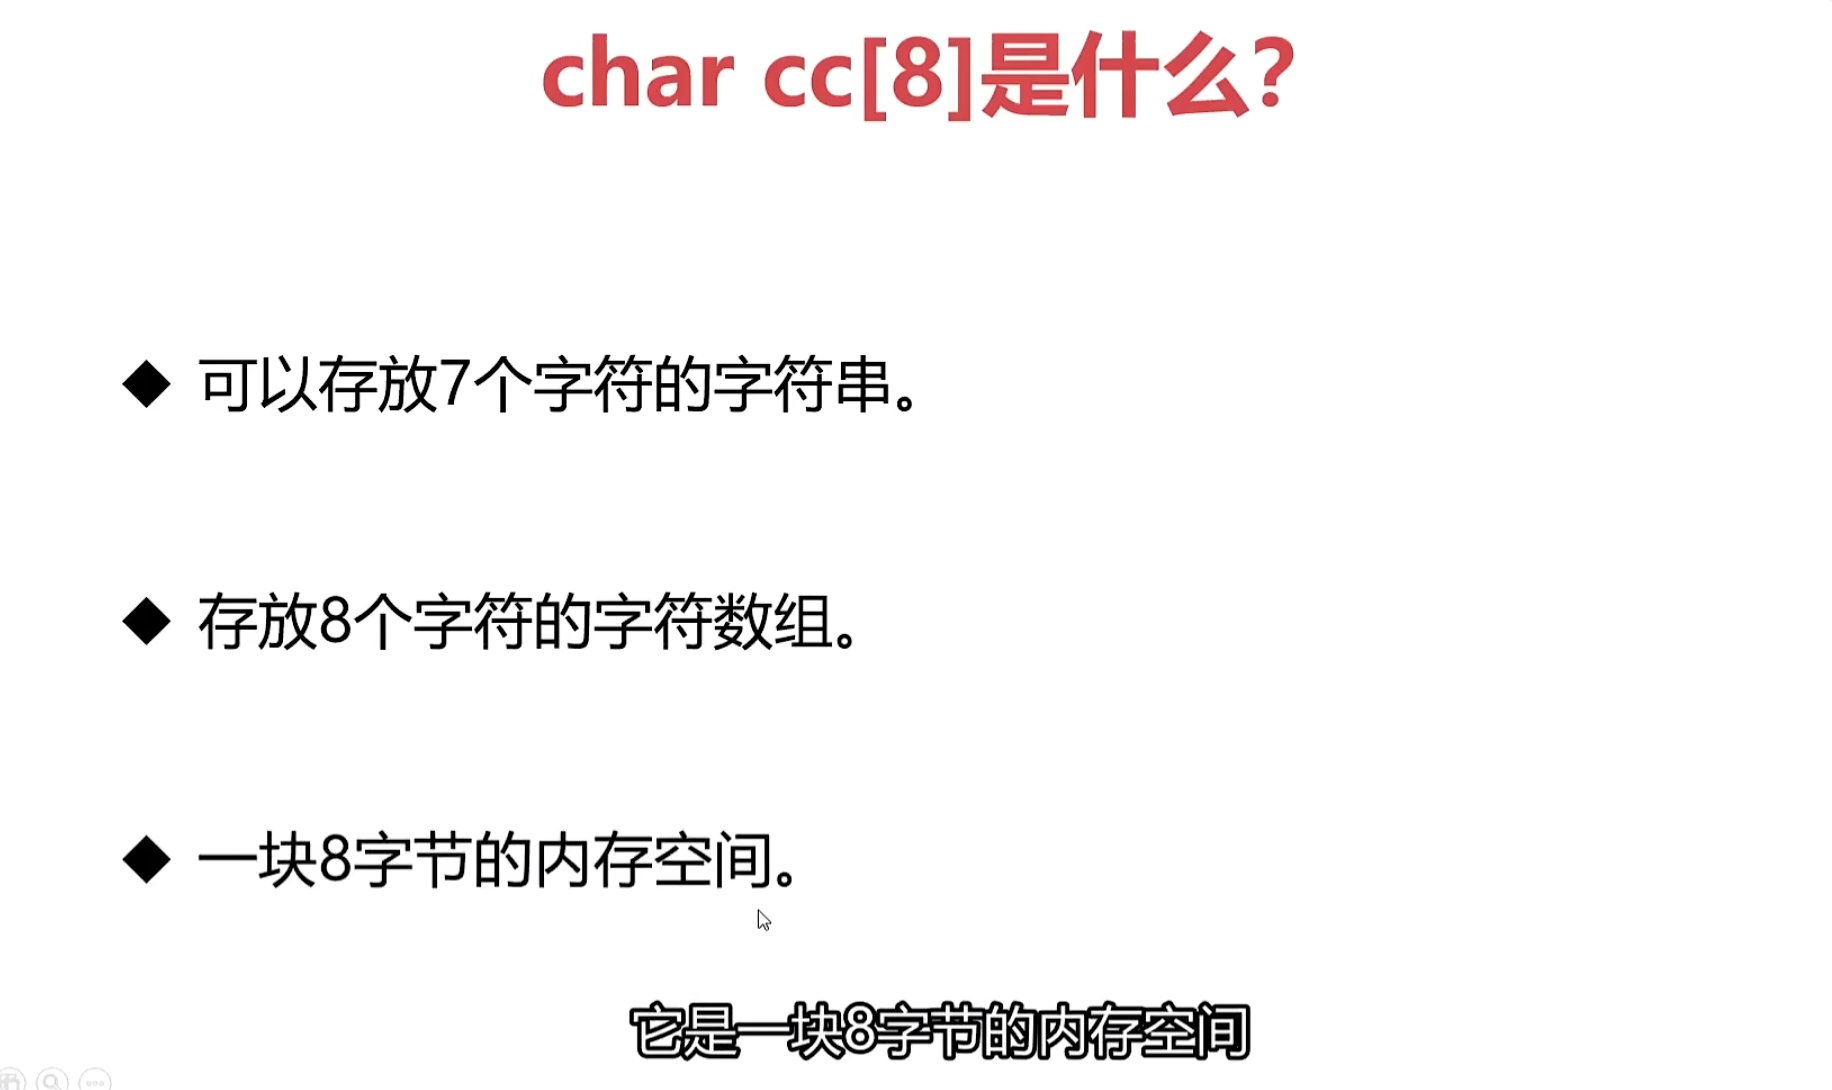 char cc[8]是什么？
◆ 可以存放7个字符的字符串。
◆ 存放8个字符的字符数组。
◆ 一块8字节的内存空间。
它是一块8字节的内存空间